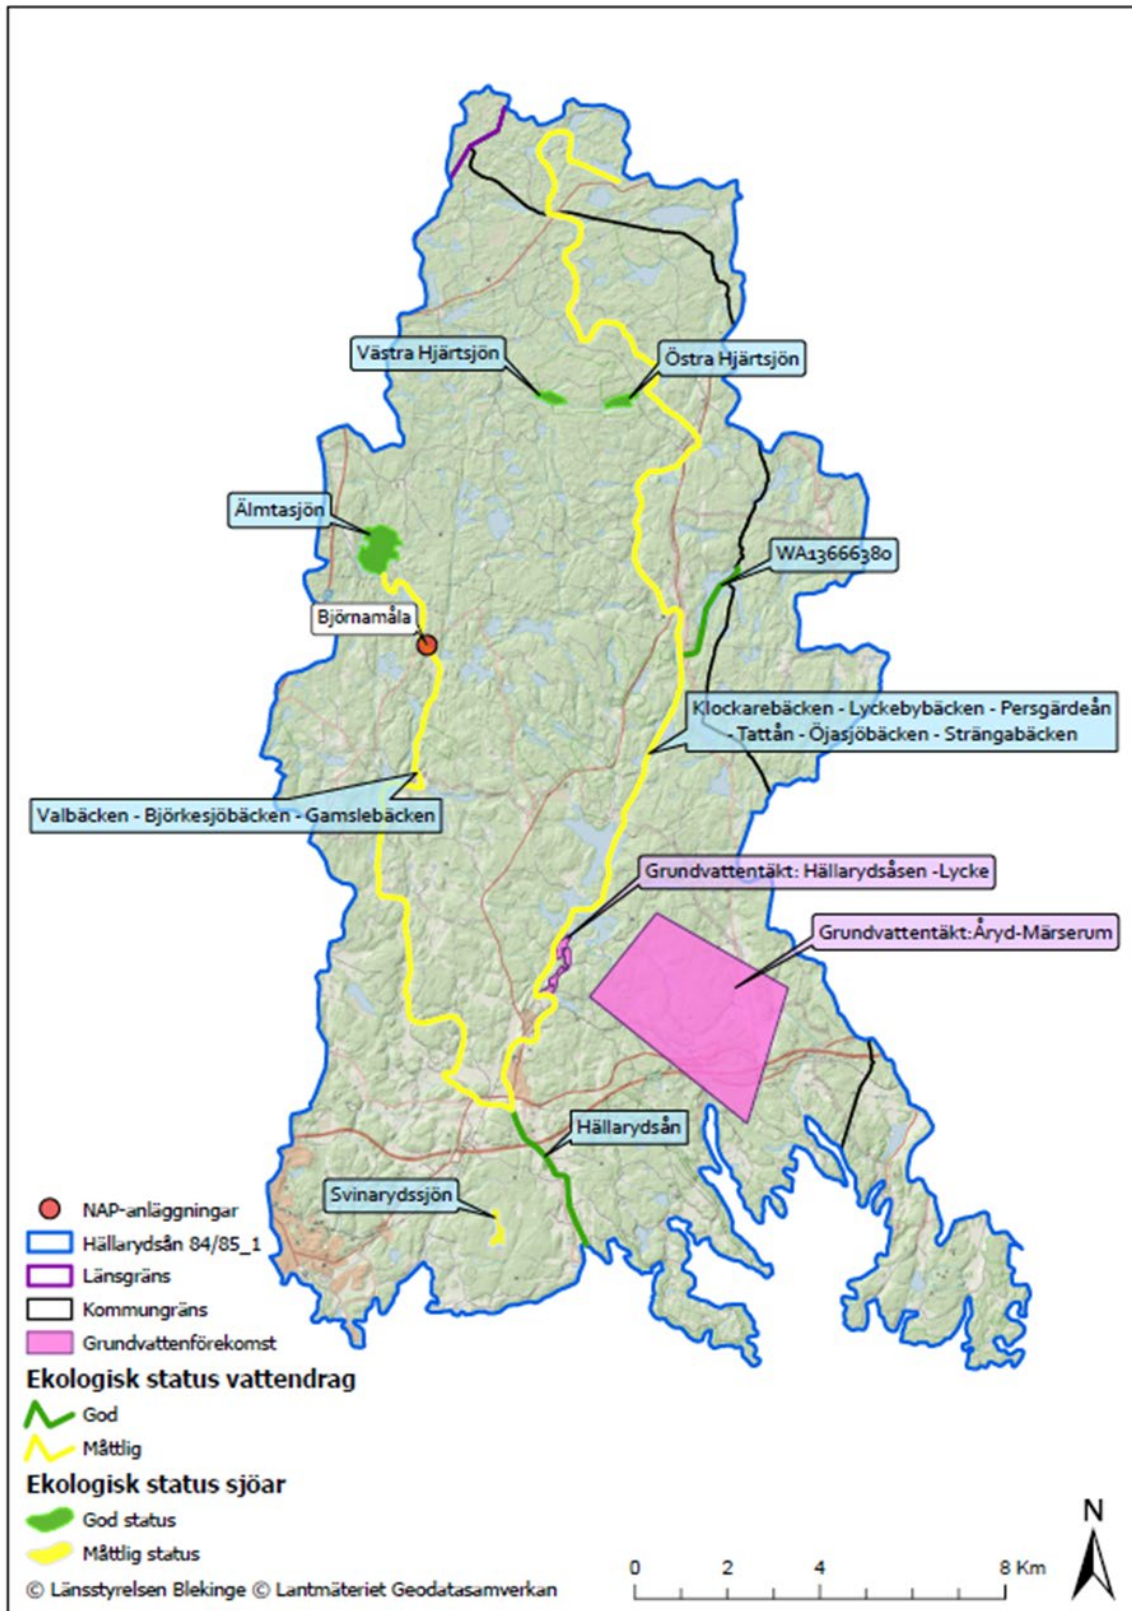 Västra Hjärtsjön
Östra Hjärtsjön
Älmtasjön
WA13666380
Björnamåla
Klockarebäcken - Lyckebybäcken - Persgärdeån
- Tattån - Öjasjöbäcken - Strängabäcken
Valbäcken - Björkesjöbäcken - Gamslebäcken
Grundvattentäkt: Hällarydsåsen -Lycke
Grundvattentäkt:Åryd-Märserum
Hällarydsån
Svinarydssjön
NAP-anläggningar
Hällarydsån 84/85_1
Länsgräns
Kommungräns
Grundvattenförekomst
Ekologisk status vattendrag
God
Måttlig
Ekologisk status sjöar
God status
Måttlig status
© Länsstyrelsen Blekinge © Lantmäteriet Geodatasamverkan
0 2 4 8 Km
N